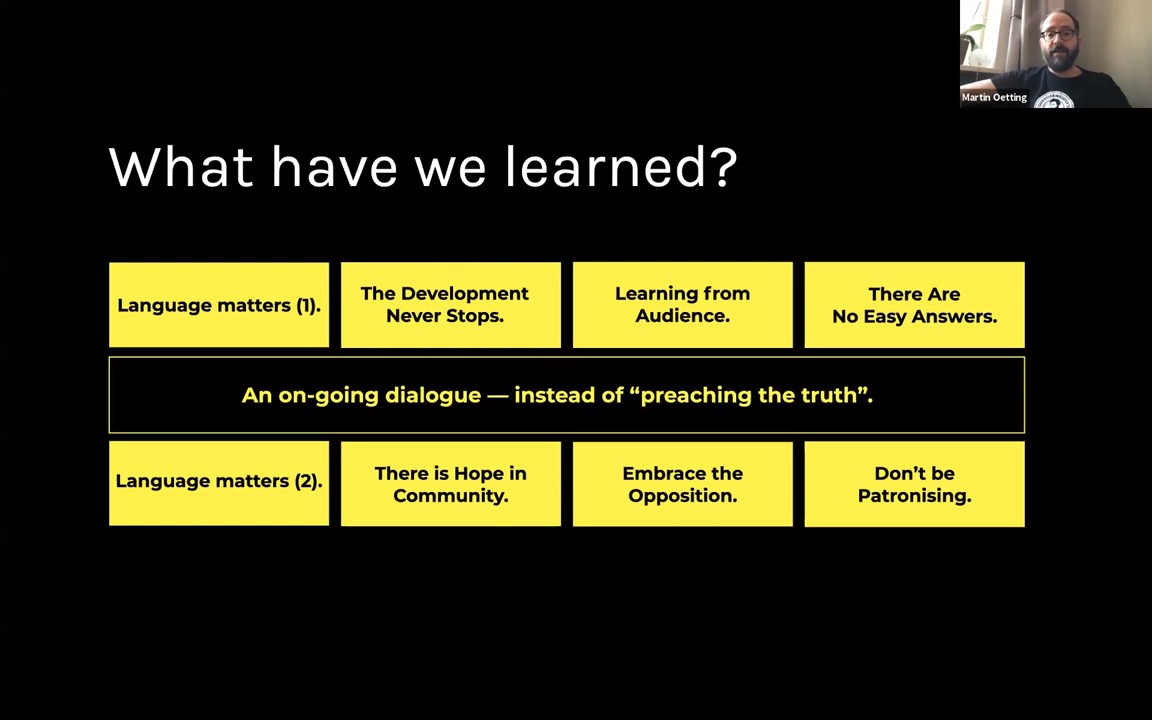 Martin Oetting
What have we learned?
Language matters (1).
The Development
Never Stops.
Learning from
Audience.
There Are
No Easy Answers.
An on-going dialogue — instead of “preaching the truth”.
Language matters (2).
There is Hope in
Community.
Embrace the
Opposition.
Don’t be
Patronising.